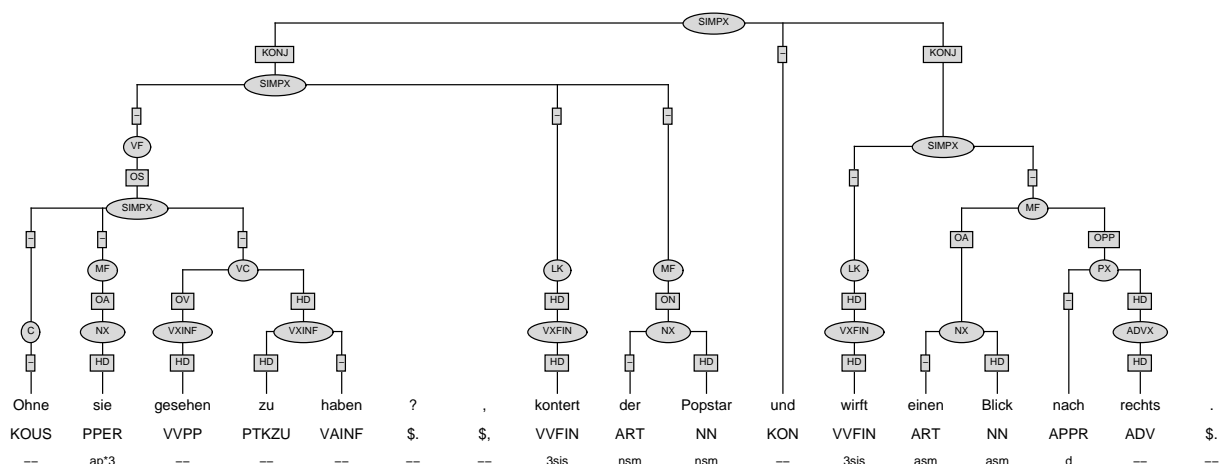 SIMPX
KONJ – KONJ
SIMPX
– – –
VF SIMPX
OS – –
SIMPX MF
– – – OA OPP
MF VC LK MF LK PX
OA OV HD HD ON HD – HD
C NX VXINF VXINF VXFIN NX VXFIN NX ADVX
– HD HD HD – HD – HD HD – HD HD
Ohne sie gesehen zu haben ? , kontert der Popstar und wirft einen Blick nach rechts .
KOUS PPER VVPP PTKZU VAINF $. $, VVFIN ART NN KON VVFIN ART NN APPR ADV $.
–– ap*3 –– –– –– –– –– 3sis nsm nsm –– 3sis asm asm d –– ––